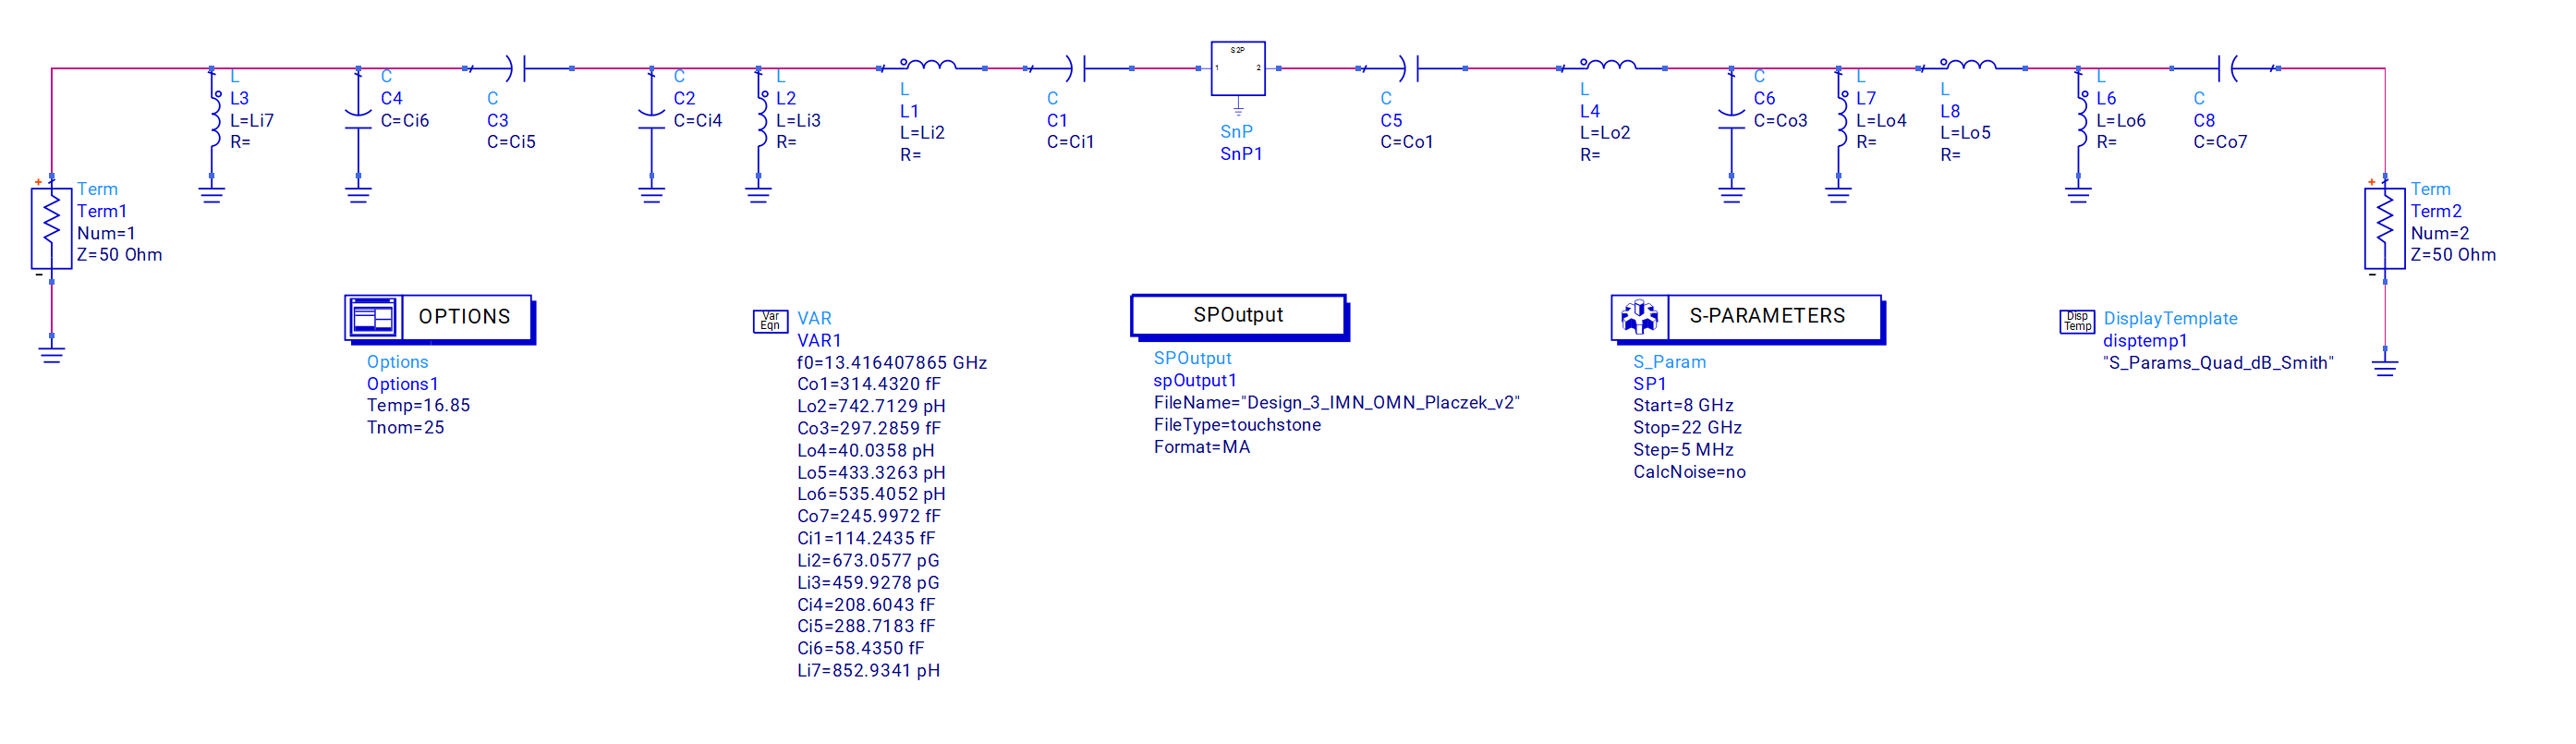 L
L3
L=Li7
R=
C
C4
C=Ci6
C
C3
C=Ci5
C
C2
C=Ci4
L
L2
L=Li3
R=
L
L1
L=Li2
R=
C
C1
C=Ci1
S2P
1
2
SnP
SnP1
C
C5
C=Co1
L
L4
L=Lo2
R=
C
C6
C=Co3
L
L7
L=Lo4
R=
L
L8
L=Lo5
R=
L
L6
L=Lo6
R=
C
C8
C=Co7
+
-
Term
Term1
Num=1
Z=50 Ohm
+
-
Term
Term2
Num=2
Z=50 Ohm
OPTIONS
Options
Options1
Temp=16.85
Tnom=25
Var
Eqn
VAR
VAR1
f0=13.416407865 GHz
Co1=314.4320 fF
Lo2=742.7129 pH
Co3=297.2859 fF
Lo4=40.0358 pH
Lo5=433.3263 pH
Lo6=535.4052 pH
Co7=245.9972 fF
Ci1=114.2435 fF
Li2=673.0577 pG
Li3=459.9278 pG
Ci4=208.6043 fF
Ci5=288.7183 fF
Ci6=58.4350 fF
Li7=852.9341 pH
SPOutput
SPOutput
spOutput1
FileName="Design_3_IMN_OMN_Placzek_v2"
FileType=touchstone
Format=MA
S-PARAMETERS
S_Param
SP1
Start=8 GHz
Stop=22 GHz
Step=5 MHz
CalcNoise=no
Disp
Temp
DisplayTemplate
disptemp1
"S_Params_Quad_dB_Smith"